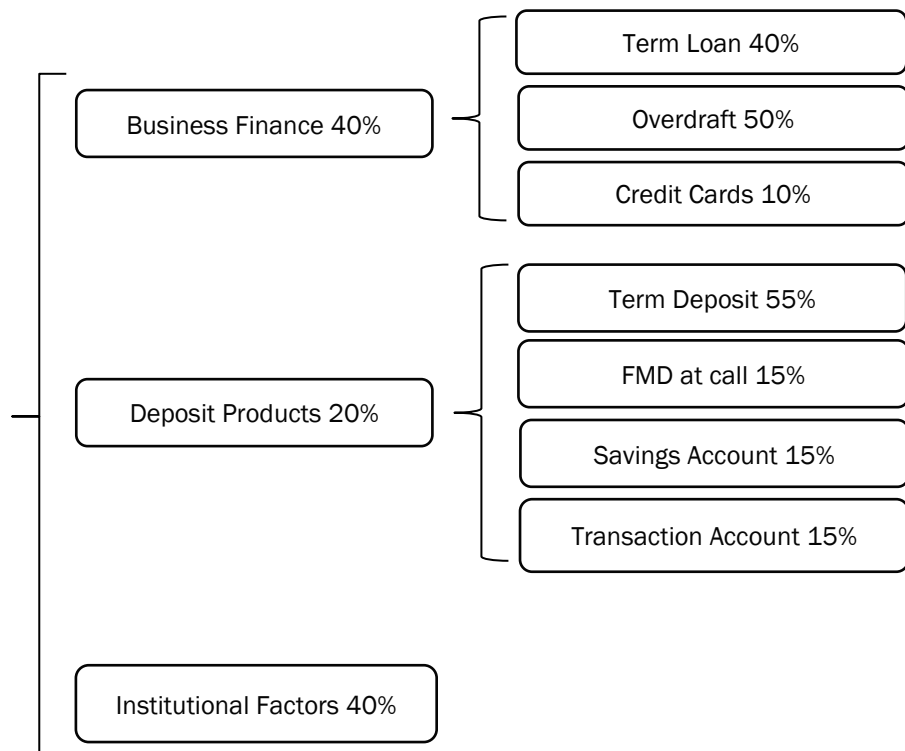 Business Finance 40%
Term Loan 40%
Overdraft 50%
Credit Cards 10%
Deposit Products 20%
Term Deposit 55%
FMD at call 15%
Savings Account 15%
Transaction Account 15%
Institutional Factors 40%